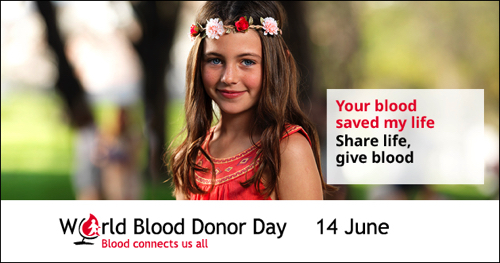 Your blood
saved my life
Share life,
give blood
World Blood Donor Day 14 June
Blood connects us all